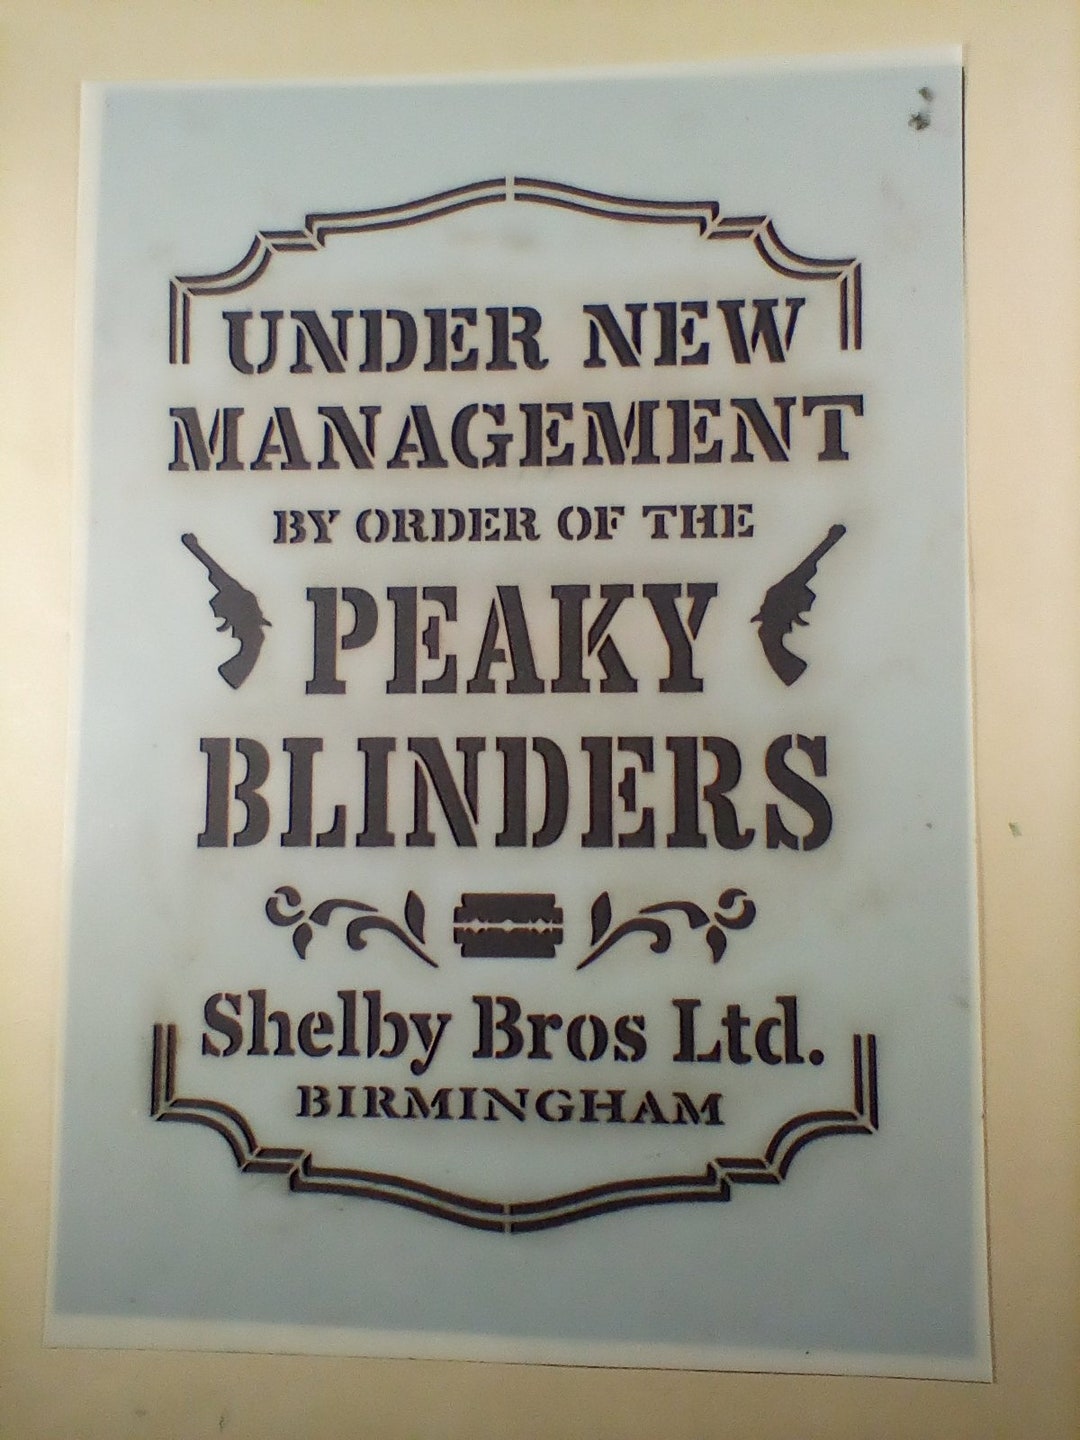 UNDER NEW
MANAGEMENT
BY ORDER OF THE
PEAKY
BLINDERS
Shelby Bros Ltd.
BIRMINGHAM